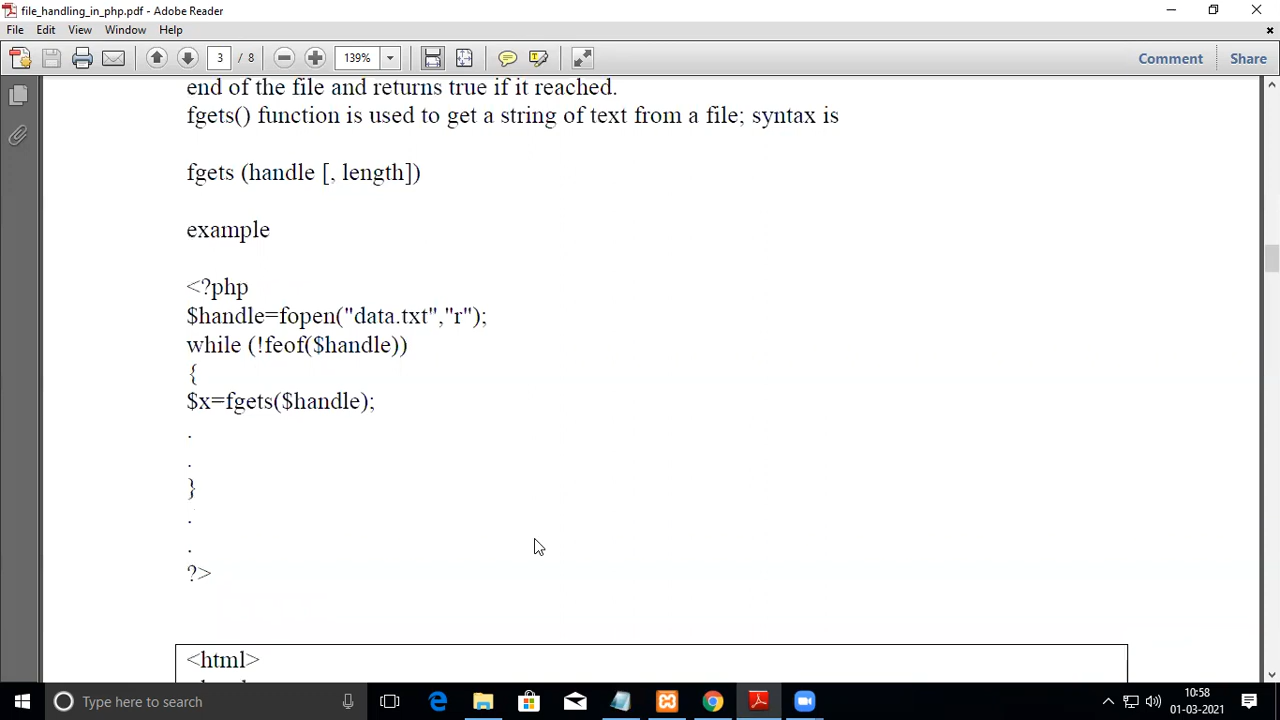 file_handling_in_php.pdf - Adobe Reader
File Edit View Window Help
3 / 8 139% Comment Share
end of the file and returns true if it reached.
fgets() function is used to get a string of text from a file; syntax is
fgets (handle [, length])
example
<?php
$handle=fopen("data.txt","r");
while (!feof($handle))
{
$x=fgets($handle);
.
.
}
.
.
?>
<html>
Type here to search
10:58
01-03-2021